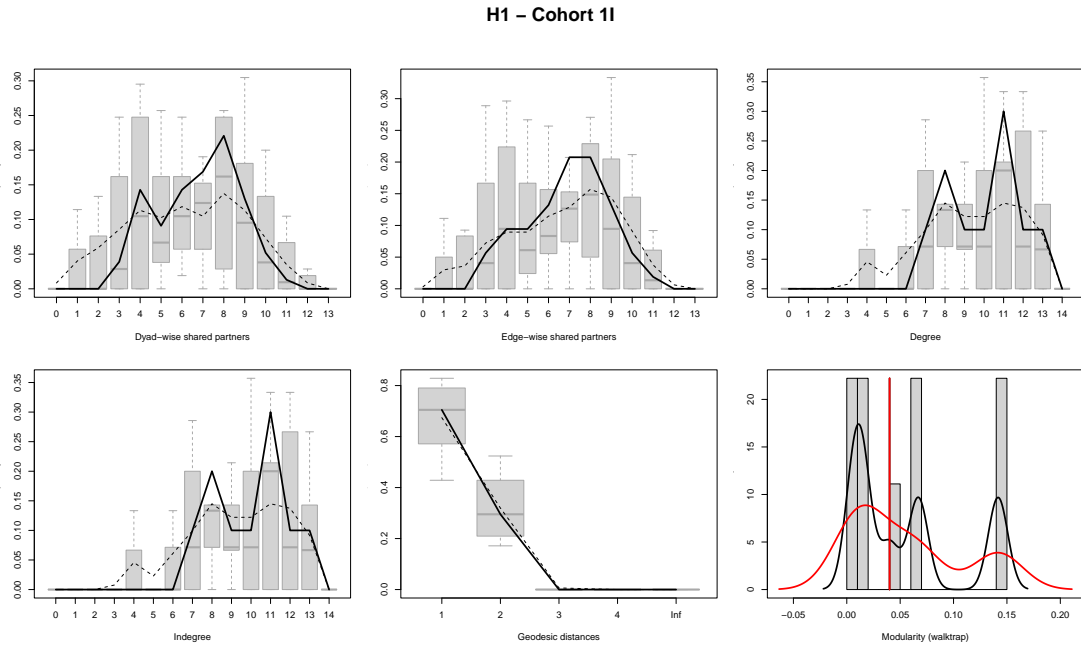 H1 – Cohort 1I
0.00 0.05 0.10 0.15 0.20 0.25 0.30
0 1 2 3 4 5 6 7 8 9 10 11 12 13
Dyad−wise shared partners
0.00 0.05 0.10 0.15 0.20 0.25 0.30
0 1 2 3 4 5 6 7 8 9 10 11 12 13
Edge−wise shared partners
0.00 0.05 0.10 0.15 0.20 0.25 0.30 0.35
0 1 2 3 4 5 6 7 8 9 10 11 12 13 14
Degree
0.00 0.05 0.10 0.15 0.20 0.25 0.30 0.35
0 1 2 3 4 5 6 7 8 9 10 11 12 13 14
Indegree
0.0 0.2 0.4 0.6 0.8
1 2 3 4 Inf
Geodesic distances
0 5 10 15 20
−0.05 0.00 0.05 0.10 0.15 0.20
Modularity (walktrap)